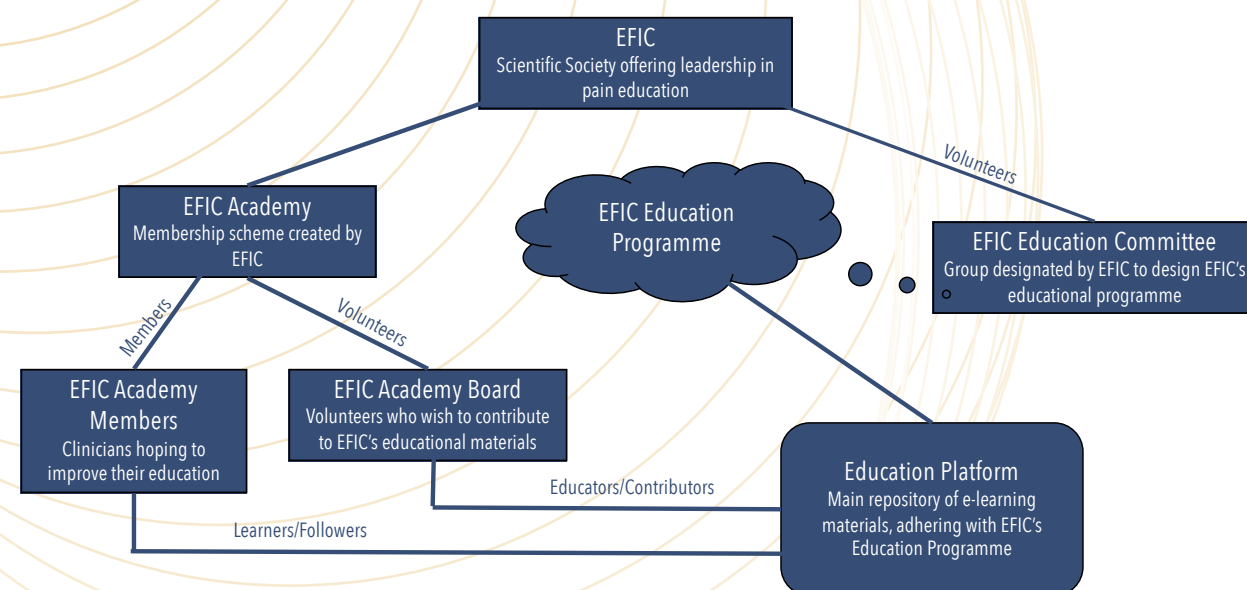 EFIC
Scientific Society offering leadership in
pain education
Volunteers
EFIC Academy
Membership scheme created by
EFIC
EFIC Education
Programme
EFIC Education Committee
Group designated by EFIC to design EFIC's
educational programme
Members
Volunteers
EFIC Academy
Members
Clinicians hoping to
improve their education
EFIC Academy Board
Volunteers who wish to contribute
to EFIC's educational materials
Education Platform
Main repository of e-learning
materials, adhering with EFIC's
Education Programme
Educators/Contributors
Learners/Followers